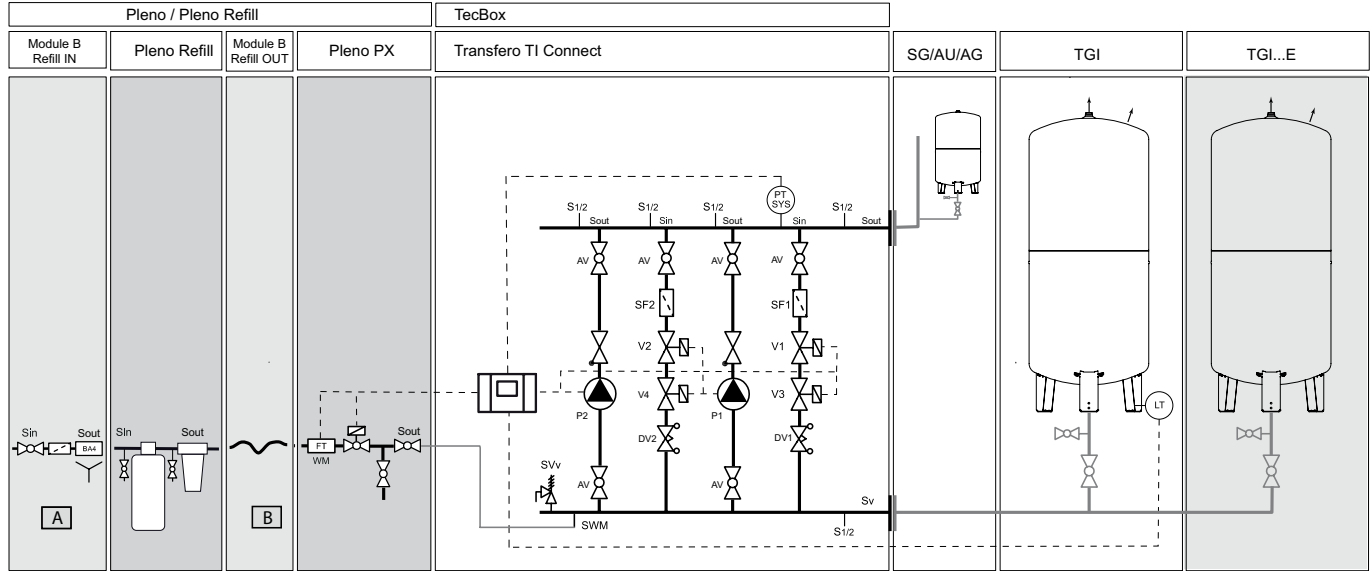 Pleno / Pleno Refill
TecBox
Module B
Refill IN
Pleno Refill
Module B
Refill OUT
Pleno PX
Transfero TI Connect
SG/AU/AG
TGI
TGI...E
PT
SYS
S1/2
S1/2
S1/2
S1/2
Sout
Sin
Sout
Sin
Sout
AV
AV
AV
AV
SF2
SF1
V2
V1
V4
V3
P2
P1
LT
Sin
Sout
SIn
Sout
Sout
BA4
FT
WM
DV2
DV1
SVv
AV
AV
Sv
A
B
SWM
S1/2